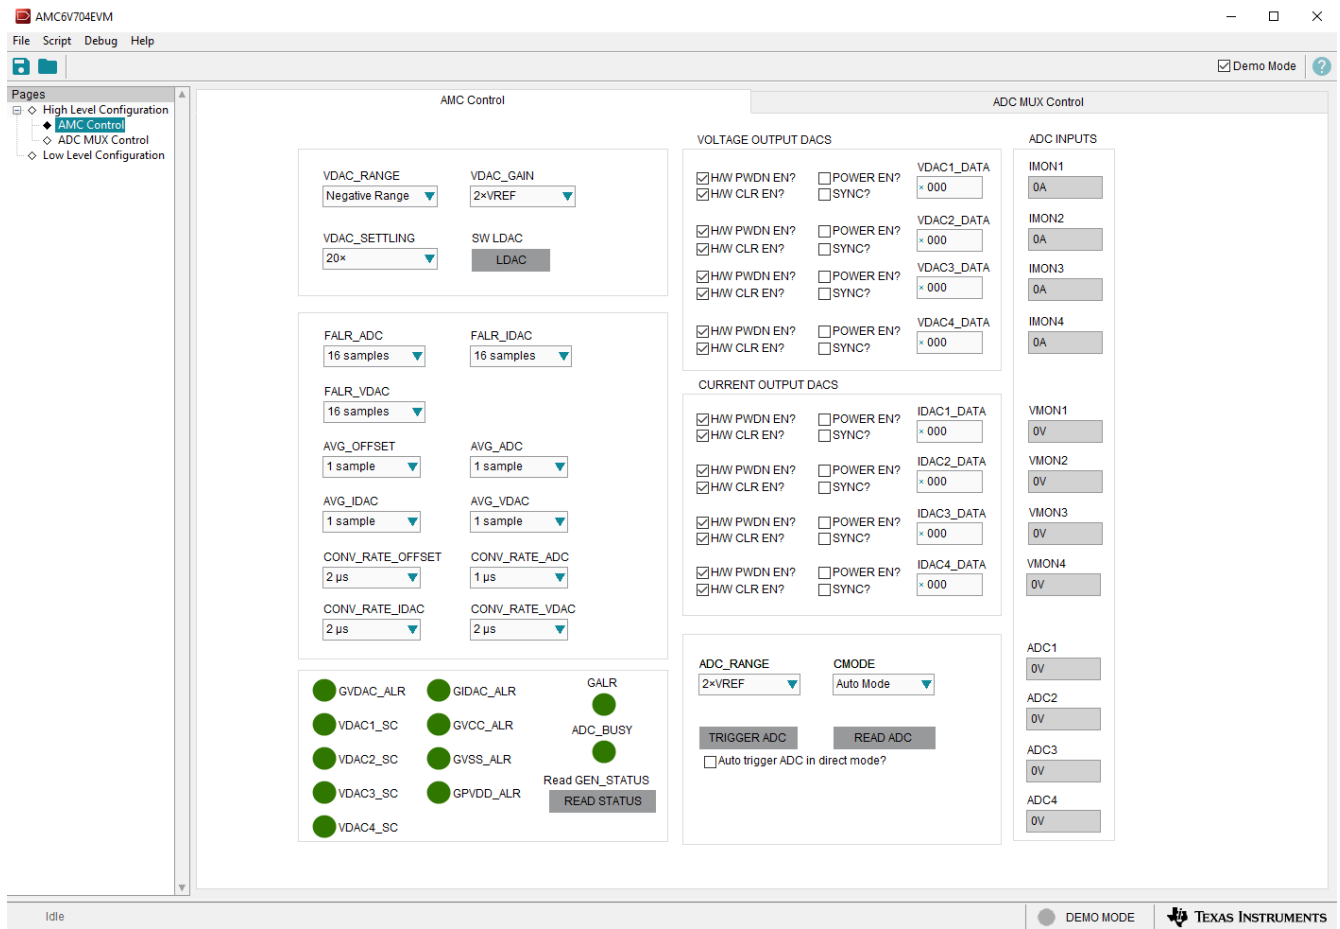 AMC6V704EVM
File Script Debug Help
Demo Mode
Pages
High Level Configuration
AMC Control
ADC MUX Control
Low Level Configuration
AMC Control
ADC MUX Control
VDAC_RANGE
VDAC_GAIN
Negative Range
2×VREF
VDAC_SETTLING
SW LDAC
20×
LDAC
FALR_ADC
FALR_IDAC
16 samples
16 samples
FALR_VDAC
16 samples
AVG_OFFSET
AVG_ADC
1 sample
1 sample
AVG_IDAC
AVG_VDAC
1 sample
1 sample
CONV_RATE_OFFSET
CONV_RATE_ADC
2 µs
1 µs
CONV_RATE_IDAC
CONV_RATE_VDAC
2 µs
2 µs
GVDAC_ALR
GIDAC_ALR
GALR
VDAC1_SC
GVCC_ALR
ADC_BUSY
VDAC2_SC
GVSS_ALR
VDAC3_SC
GPVDD_ALR
Read GEN_STATUS
READ STATUS
VDAC4_SC
VOLTAGE OUTPUT DACS
H/W PWDN EN?
POWER EN?
VDAC1_DATA
H/W CLR EN?
SYNC?
× 000
H/W PWDN EN?
POWER EN?
VDAC2_DATA
H/W CLR EN?
SYNC?
× 000
H/W PWDN EN?
POWER EN?
VDAC3_DATA
H/W CLR EN?
SYNC?
× 000
H/W PWDN EN?
POWER EN?
VDAC4_DATA
H/W CLR EN?
SYNC?
× 000
CURRENT OUTPUT DACS
H/W PWDN EN?
POWER EN?
IDAC1_DATA
H/W CLR EN?
SYNC?
× 000
H/W PWDN EN?
POWER EN?
IDAC2_DATA
H/W CLR EN?
SYNC?
× 000
H/W PWDN EN?
POWER EN?
IDAC3_DATA
H/W CLR EN?
SYNC?
× 000
H/W PWDN EN?
POWER EN?
IDAC4_DATA
H/W CLR EN?
SYNC?
× 000
ADC_RANGE
CMODE
2×VREF
Auto Mode
TRIGGER ADC
READ ADC
Auto trigger ADC in direct mode?
ADC INPUTS
IMON1
0A
IMON2
0A
IMON3
0A
IMON4
0A
VMON1
0V
VMON2
0V
VMON3
0V
VMON4
0V
ADC1
0V
ADC2
0V
ADC3
0V
ADC4
0V
Idle
DEMO MODE
TEXAS INSTRUMENTS